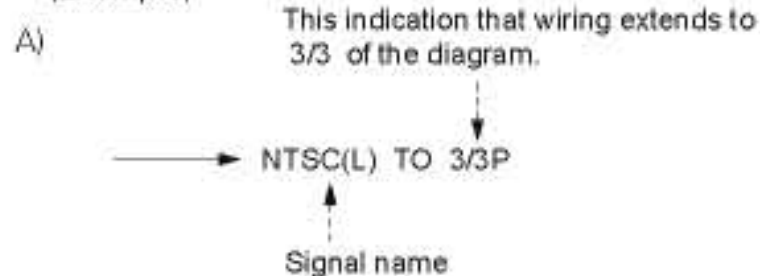 This indication that wiring extends to
A)
3/3 of the diagram.
NTSC(L) TO 3/3P
Signal name